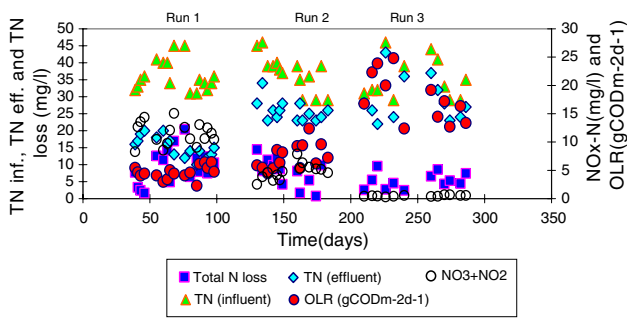 Run 1 Run 2 Run 3
50 45 40 35 30 25 20 15 10 5 0
30 25 20 15 10 5 0
TN inf., TN eff. and TN
loss (mg/l)
NOx-N(mg/l) and
OLR(gCODm-2d-1)
0 50 100 150 200 250 300 350
Time(days)
Total N loss TN (effluent) NO3+NO2
TN (influent) OLR (gCODm-2d-1)